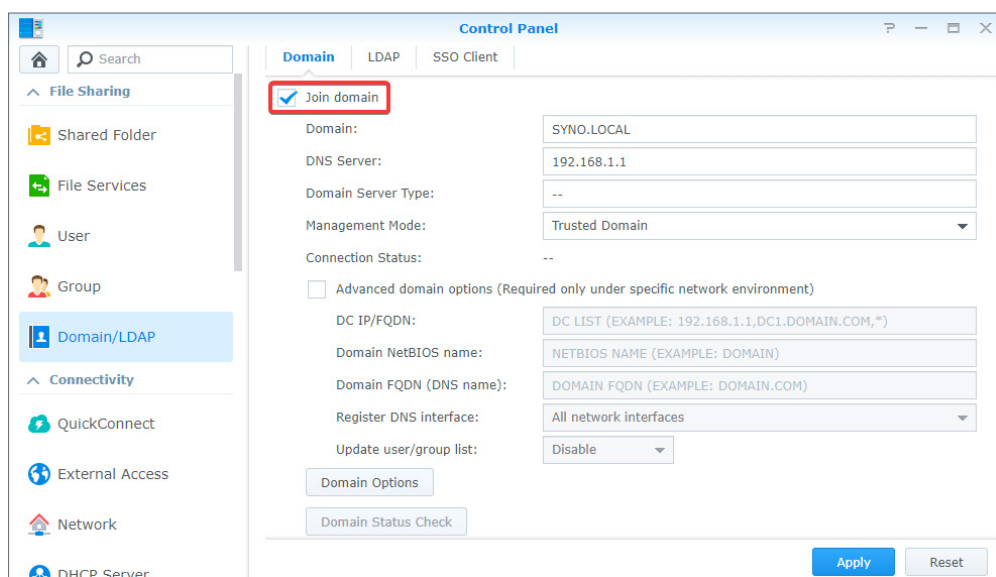 Control Panel
Search
File Sharing
Shared Folder
File Services
User
Group
Domain/LDAP
Connectivity
QuickConnect
External Access
Network
DHCP Server
Domain LDAP SSO Client
Join domain
Domain: SYNO.LOCAL
DNS Server: 192.168.1.1
Domain Server Type: --
Management Mode: Trusted Domain
Connection Status: --
Advanced domain options (Required only under specific network environment)
DC IP/FQDN: DC LIST (EXAMPLE: 192.168.1.1,DC1.DOMAIN.COM,*)
Domain NetBIOS name: NETBIOS NAME (EXAMPLE: DOMAIN)
Domain FQDN (DNS name): DOMAIN FQDN (EXAMPLE: DOMAIN.COM)
Register DNS interface: All network interfaces
Update user/group list: Disable
Domain Options
Domain Status Check
Apply Reset